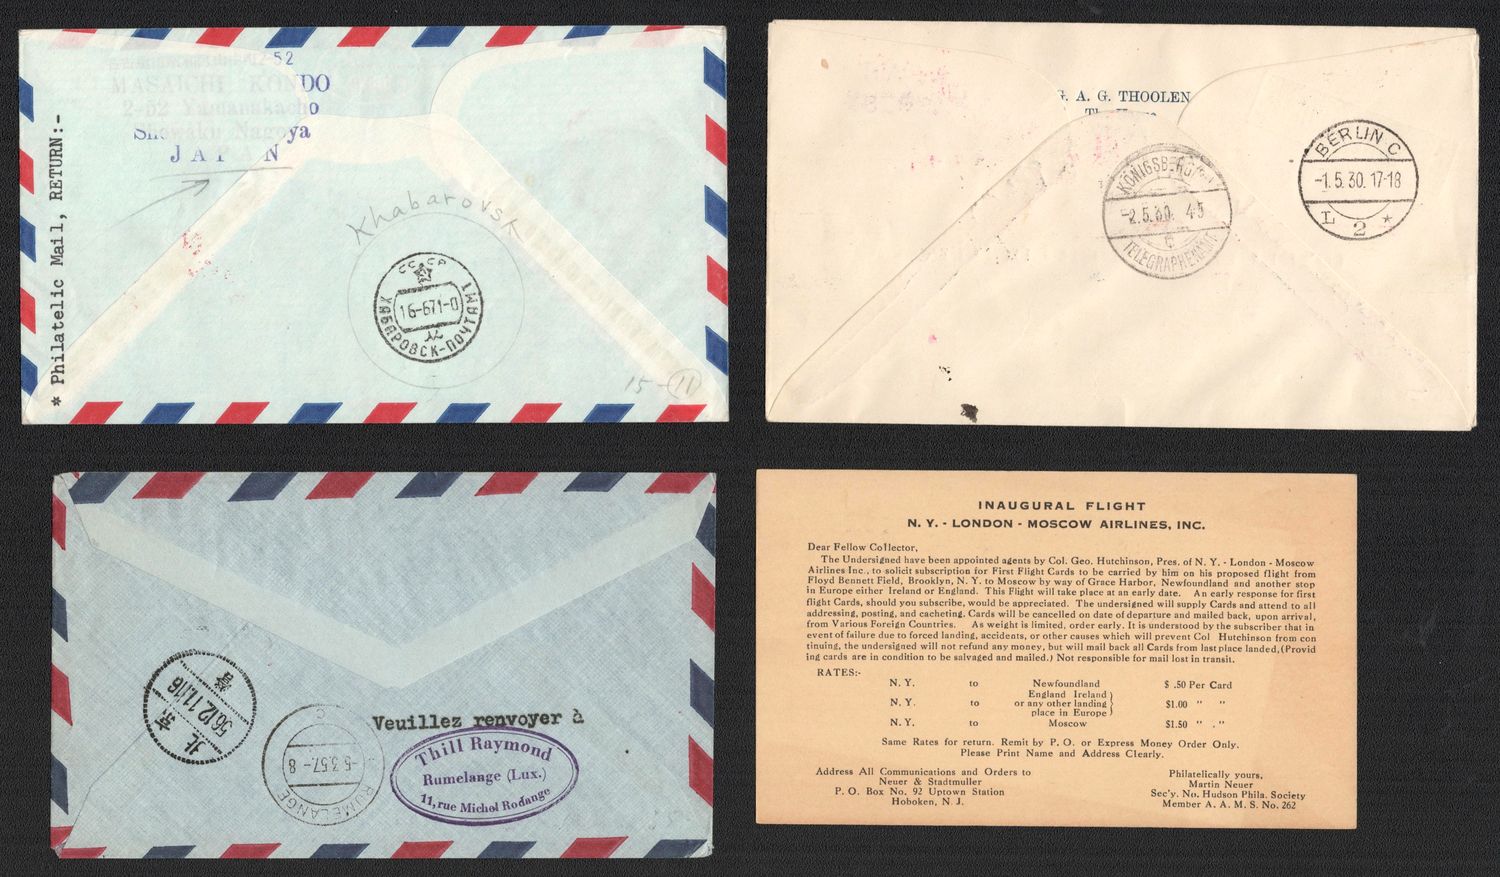 52
MASAICHI KONDO
2-52 Yamanakacho
Showaku Nagoya
JAPAN
* Philatelic Mail, RETURN:-
Khabarovsk
СССР
16-671-0
ХАБАРОВСК-ПОЧТАМТ
15-11
G. A. G. THOOLEN
KÖNIGSBERG
-2.5.30. 4-5
TELEGRAPHENAMT
BERLIN C
-1.5.30.17-18
L 2 *
北京
56.12.11.16
Veuillez renvoyer à
Thill Raymond
Rumelange (Lux.)
11, rue Michel Rodange
-5.3.57.-8
RUMELANGE
INAUGURAL FLIGHT
N. Y. - LONDON - MOSCOW AIRLINES, INC.
Dear Fellow Collector,
The Undersigned have been appointed agents by Col. Geo. Hutchinson, Pres. of N. Y. - London - Moscow
Airlines Inc., to solicit subscription for First Flight Cards to be carried by him on his proposed flight from
Floyd Bennett Field, Brooklyn, N. Y. to Moscow by way of Grace Harbor, Newfoundland and another stop
in Europe either Ireland or England. This Flight will take place at an early date. An early response for first
flight Cards, should you subscribe, would be appreciated. The undersigned will supply Cards and attend to all
addressing, posting, and cacheting. Cards will be cancelled on date of departure and mailed back, upon arrival,
from Various Foreign Countries. As weight is limited, order early. It is understood by the subscriber that in
event of failure due to forced landing, accidents, or other causes which will prevent Col Hutchinson from con
tinuing, the undersigned will not refund any money, but will mail back all Cards from last place landed, (Provid
ing cards are in condition to be salvaged and mailed.) Not responsible for mail lost in transit.
RATES:-
N. Y. to Newfoundland $ .50 Per Card
N. Y. to England Ireland
or any other landing
place in Europe } $1.00 " "
N. Y. to Moscow $1.50 " . "
Same Rates for return. Remit by P. O. or Express Money Order Only.
Please Print Name and Address Clearly.
Address All Communications and Orders to
Neuer & Stadtmuller
P. O. Box No. 92 Uptown Station
Hoboken, N. J.
Philatelically yours,
Martin Neuer
Sec'y. No. Hudson Phila. Society
Member A. A. M. S. No. 262